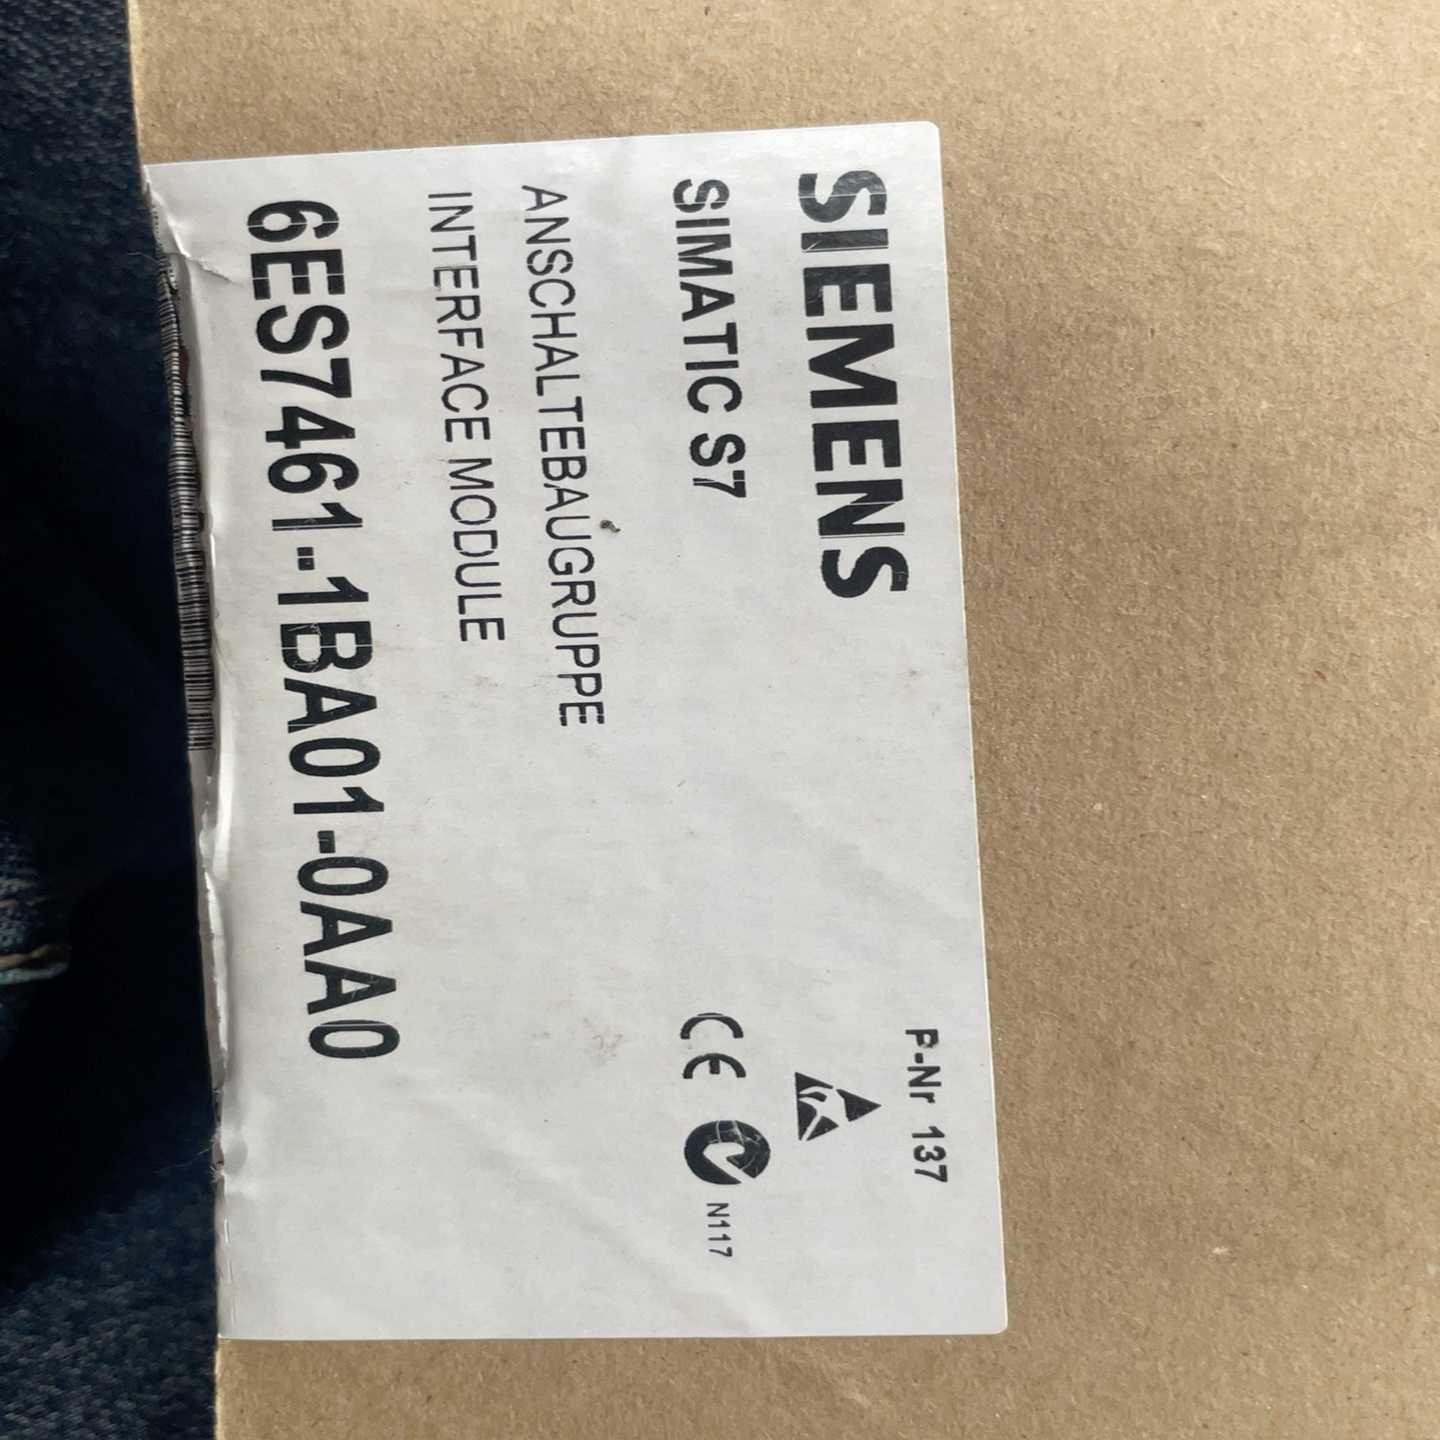 P-Nr 137
SIEMENS
SIMATIC S7
N117
ANSCHALTEBAUGRUPPE
INTERFACE MODULE
6ES7461-1BA01-0AA0